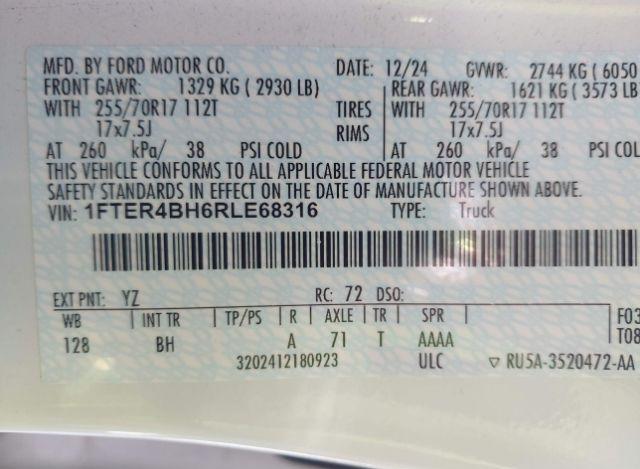 MFD. BY FORD MOTOR CO. DATE: 12/24 GVWR: 2744 KG ( 6050
FRONT GAWR: 1329 KG ( 2930 LB) REAR GAWR: 1621 KG ( 3573 LB
WITH 255/70R17 112T TIRES WITH 255/70R17 112T
17x7.5J RIMS 17x7.5J
AT 260 kPa/ 38 PSI COLD AT 260 kPa/ 38 PSI COL
THIS VEHICLE CONFORMS TO ALL APPLICABLE FEDERAL MOTOR VEHICLE
SAFETY STANDARDS IN EFFECT ON THE DATE OF MANUFACTURE SHOWN ABOVE.
VIN: 1FTER4BH6RLE68316 TYPE: Truck
EXT PNT: YZ RC: 72 DSO:
WB INT TR TP/PS R AXLE TR SPR F03
128 BH A 71 T AAAA T08
3202412180923 ULC ▽ RU5A-3520472-AA